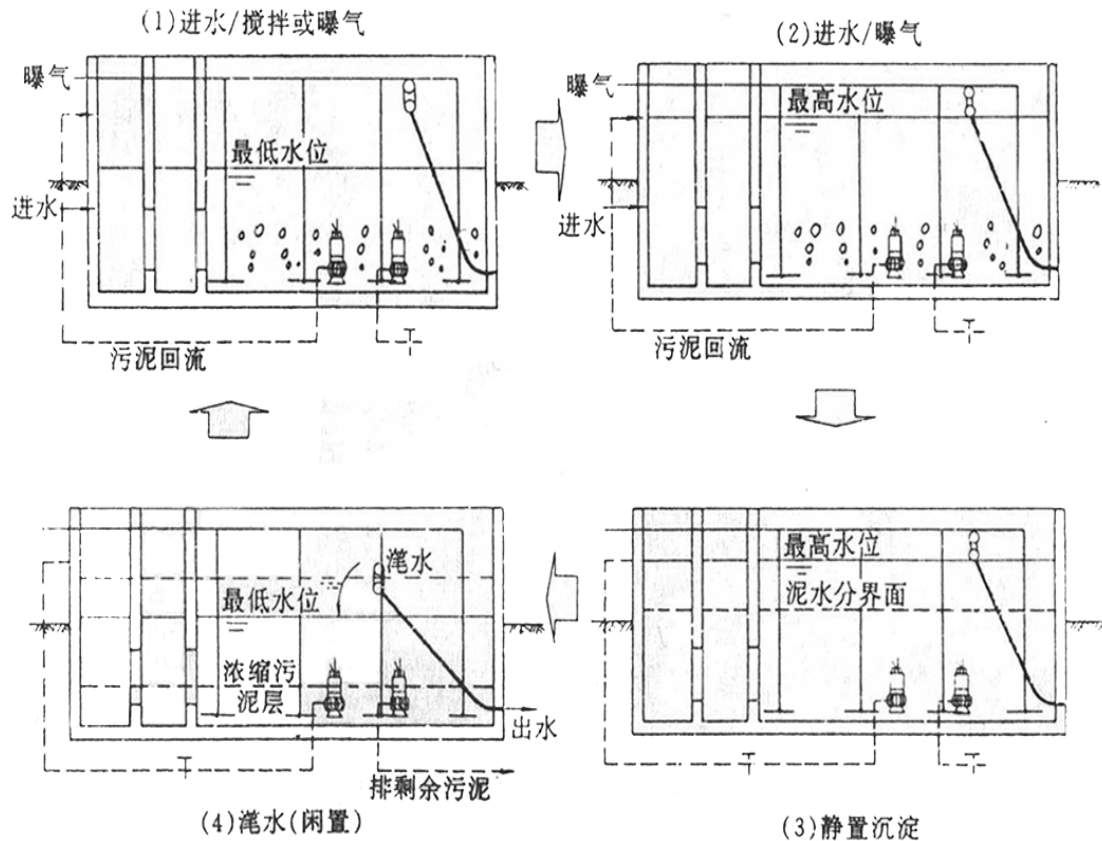 (1)进水/搅拌或曝气
曝气
最低水位
进水
污泥回流
(2)进水/曝气
曝气
最高水位
进水
污泥回流
最高水位
泥水分界面
(3)静置沉淀
滗水
最低水位
浓缩污
泥层
出水
排剩余污泥
(4)滗水(闲置)